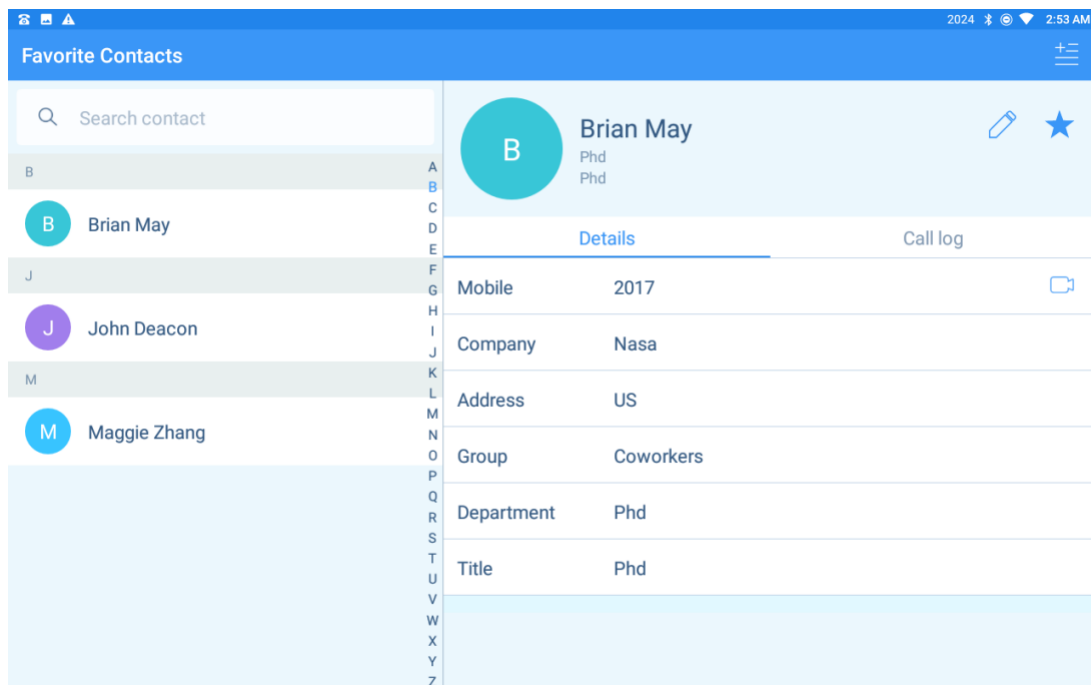 2024 2:53 AM
Favorite Contacts
Search contact
B
B Brian May
J
J John Deacon
M
M Maggie Zhang
A
B
C
D
E
F
G
H
I
J
K
L
M
N
O
P
Q
R
S
T
U
V
W
X
Y
Z
B
Brian May
Phd
Phd
Details Call log
Mobile 2017
Company Nasa
Address US
Group Coworkers
Department Phd
Title Phd